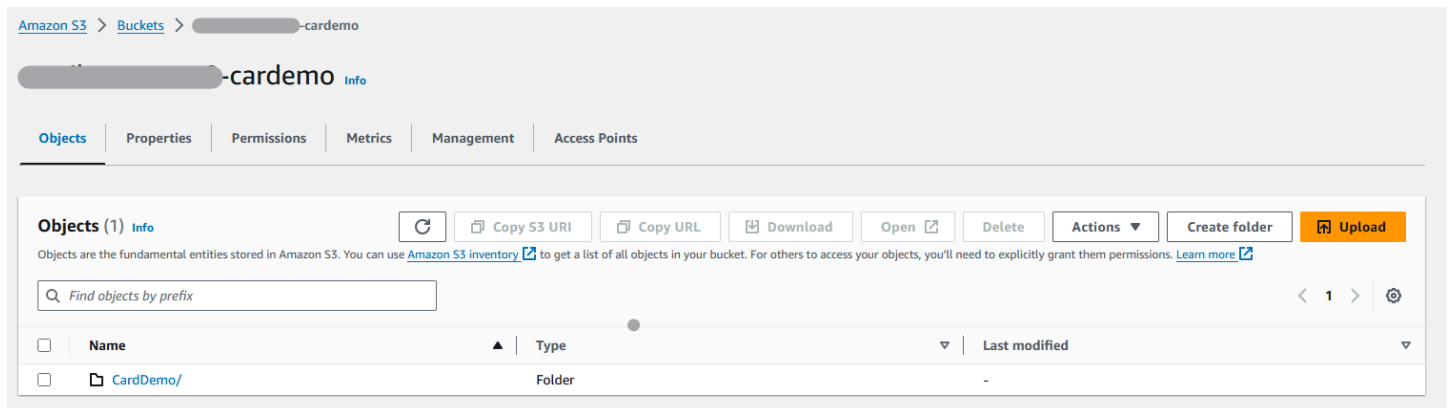 Amazon S3 > Buckets > -cardemo
-cardemo Info
Objects Properties Permissions Metrics Management Access Points
Objects (1) Info Copy S3 URI Copy URL Download Open Delete Actions Create folder Upload
Objects are the fundamental entities stored in Amazon S3. You can use Amazon S3 inventory to get a list of all objects in your bucket. For others to access your objects, you'll need to explicitly grant them permissions. Learn more
Find objects by prefix < 1 >
Name Type Last modified
CardDemo/ Folder -